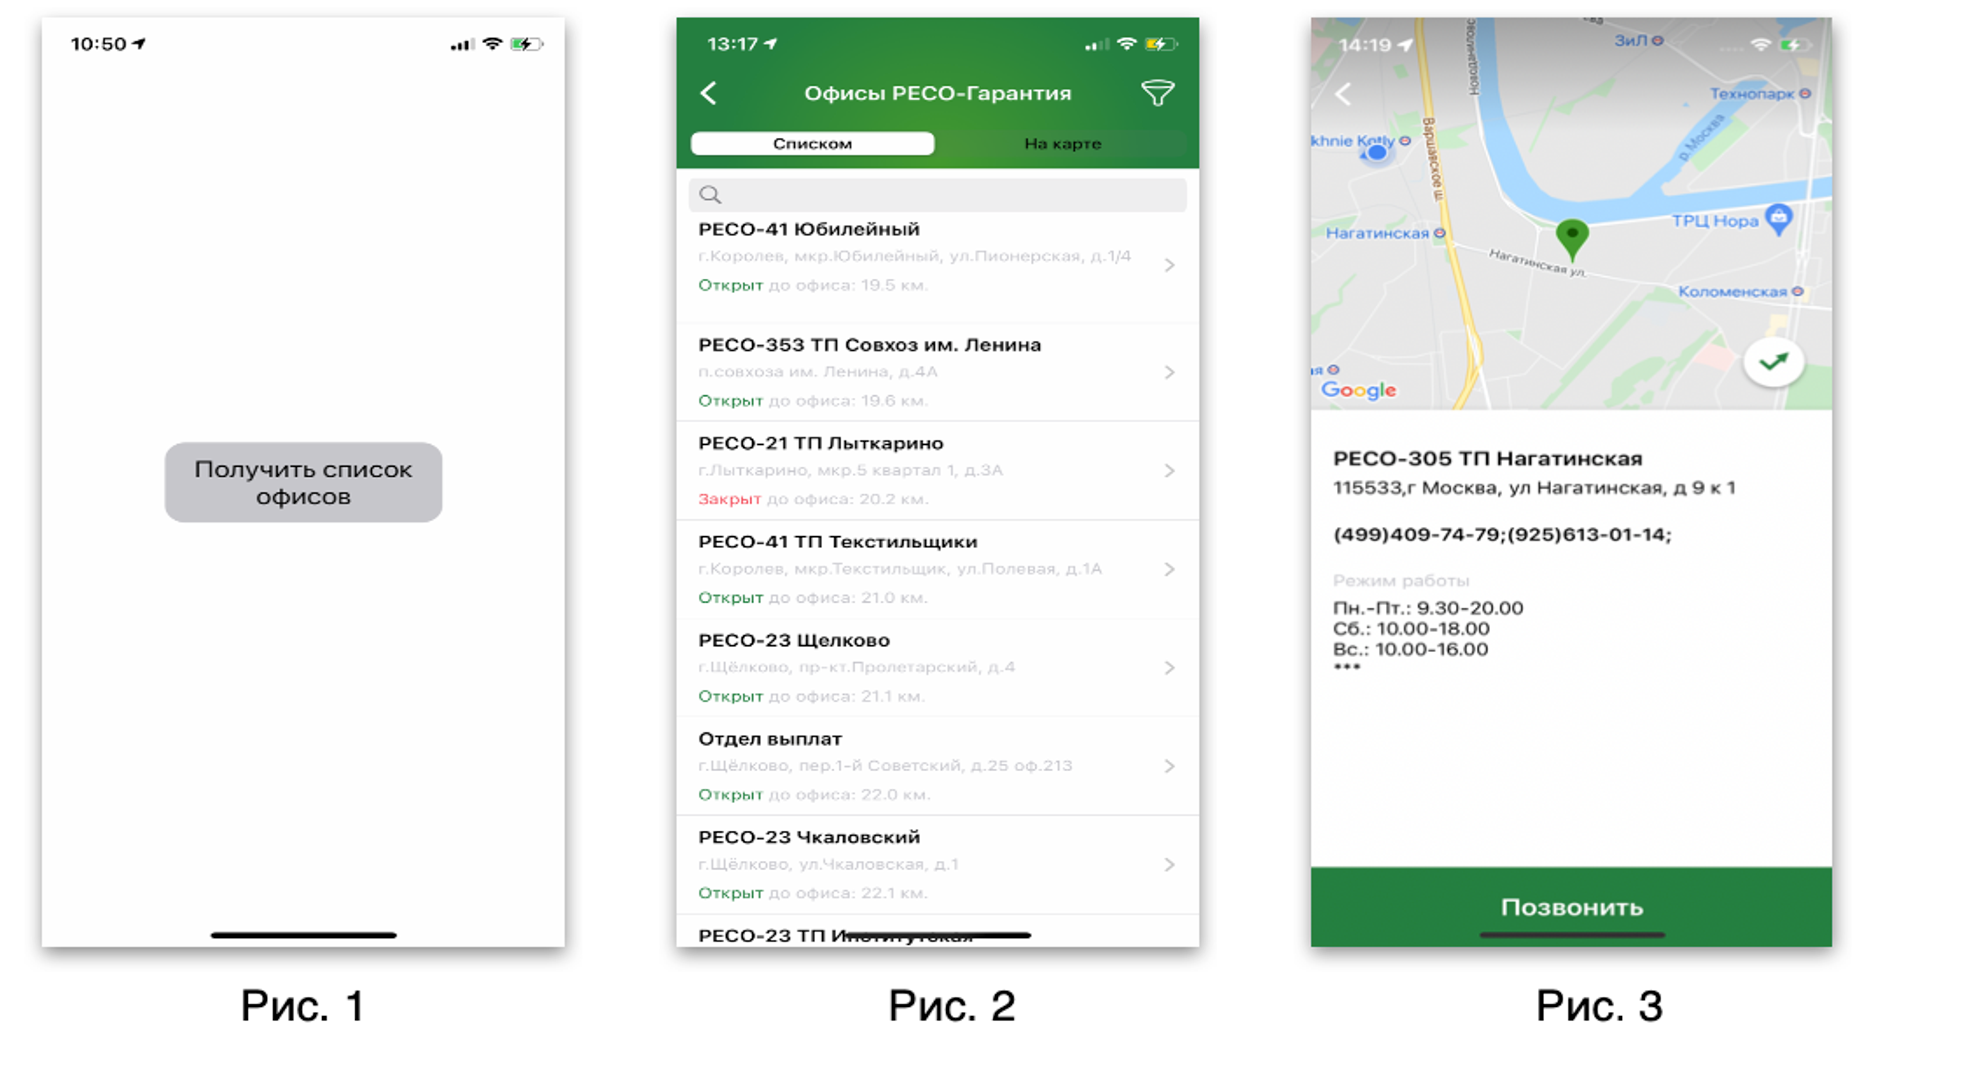 10:50
Получить список
офисов
Рис. 1
13:17
Офисы РЕСО-Гарантия
Списком
На карте
РЕСО-41 Юбилейный
г.Королев, мкр.Юбилейный, ул.Пионерская, д.1/4
Открыт до офиса: 19.5 км.
РЕСО-353 ТП Совхоз им. Ленина
п.совхоза им. Ленина, д.4А
Открыт до офиса: 19.6 км.
РЕСО-21 ТП Лыткарино
г.Лыткарино, мкр.5 квартал 1, д.3А
Закрыт до офиса: 20.2 км.
РЕСО-41 ТП Текстильщики
г.Королев, мкр.Текстильщик, ул.Полевая, д.1А
Открыт до офиса: 21.0 км.
РЕСО-23 Щелково
г.Щёлково, пр-кт.Пролетарский, д.4
Открыт до офиса: 21.1 км.
Отдел выплат
г.Щёлково, пер.1-й Советский, д.25 оф.213
Открыт до офиса: 22.0 км.
РЕСО-23 Чкаловский
г.Щёлково, ул.Чкаловская, д.1
Открыт до офиса: 22.1 км.
РЕСО-23 ТП Институтская
Рис. 2
14:19
ЗиЛ
Технопарк
khnie Kotly
Варшавское ш.
р. Москва
ТРЦ Нора
Нагатинская
Нагатинская ул.
Коломенская
Google
РЕСО-305 ТП Нагатинская
115533,г Москва, ул Нагатинская, д 9 к 1
(499)409-74-79;(925)613-01-14;
Режим работы
Пн.-Пт.: 9.30-20.00
Сб.: 10.00-18.00
Вс.: 10.00-16.00
***
Позвонить
Рис. 3